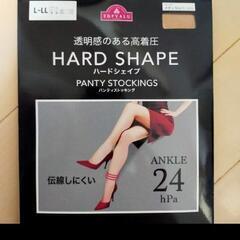 TOPVALU
L-LL
透明感のある高着圧
HARD SHAPE
ハードシェイプ
PANTY STOCKINGS
パンティストッキング
伝線しにくい
ANKLE
24
hPa